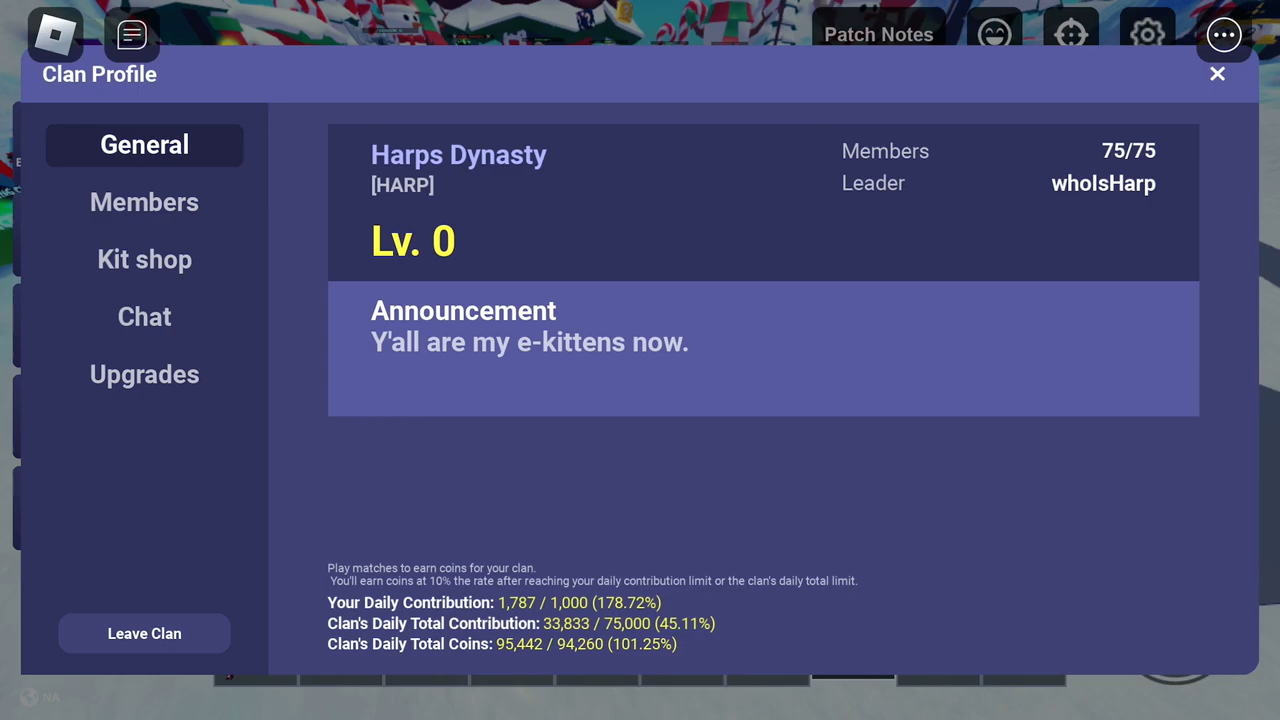 Patch Notes
Clan Profile
General
Members
Kit shop
Chat
Upgrades
Leave Clan
Harps Dynasty
[HARP]
Lv. 0
Members 75/75
Leader whoIsHarp
Announcement
Y'all are my e-kittens now.
Play matches to earn coins for your clan.
You'll earn coins at 10% the rate after reaching your daily contribution limit or the clan's daily total limit.
Your Daily Contribution: 1,787 / 1,000 (178.72%)
Clan's Daily Total Contribution: 33,833 / 75,000 (45.11%)
Clan's Daily Total Coins: 95,442 / 94,260 (101.25%)
NA